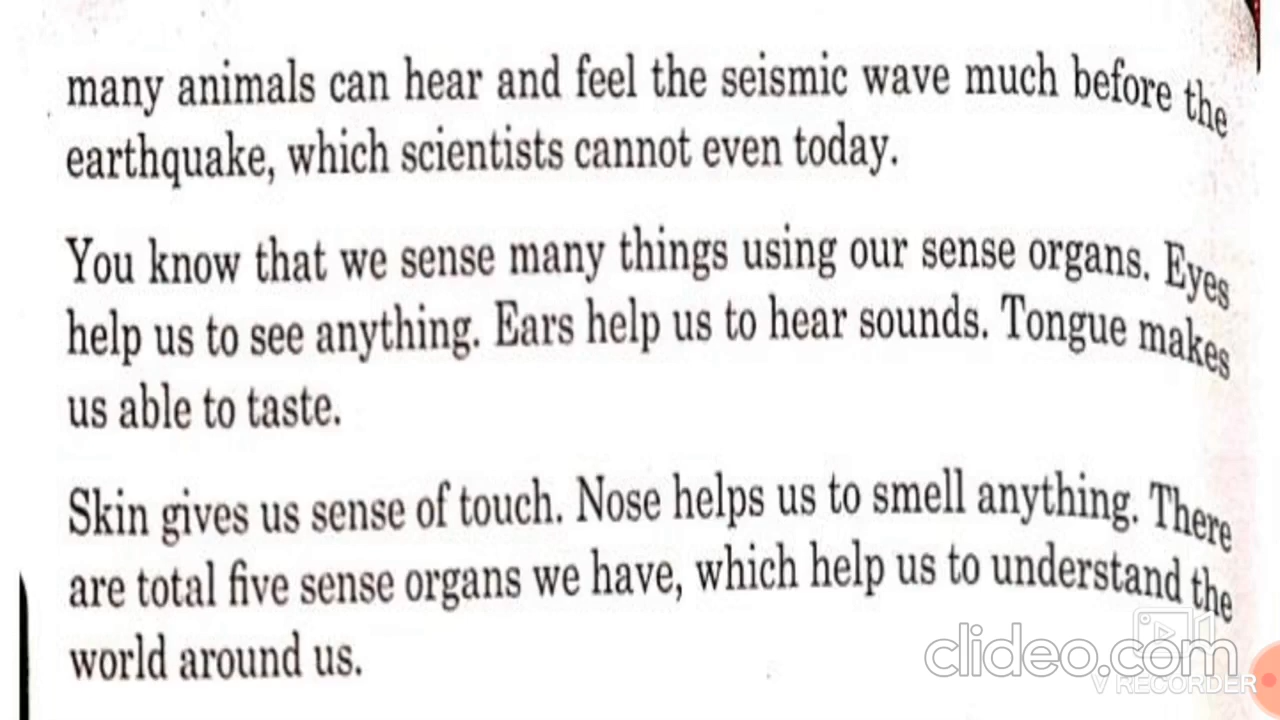 many animals can hear and feel the seismic wave much before the
earthquake, which scientists cannot even today.
You know that we sense many things using our sense organs. Eyes
help us to see anything. Ears help us to hear sounds. Tongue makes
us able to taste.
Skin gives us sense of touch. Nose helps us to smell anything. There
are total five sense organs we have, which help us to understand the
world around us.
clideo.com
V RECORDER